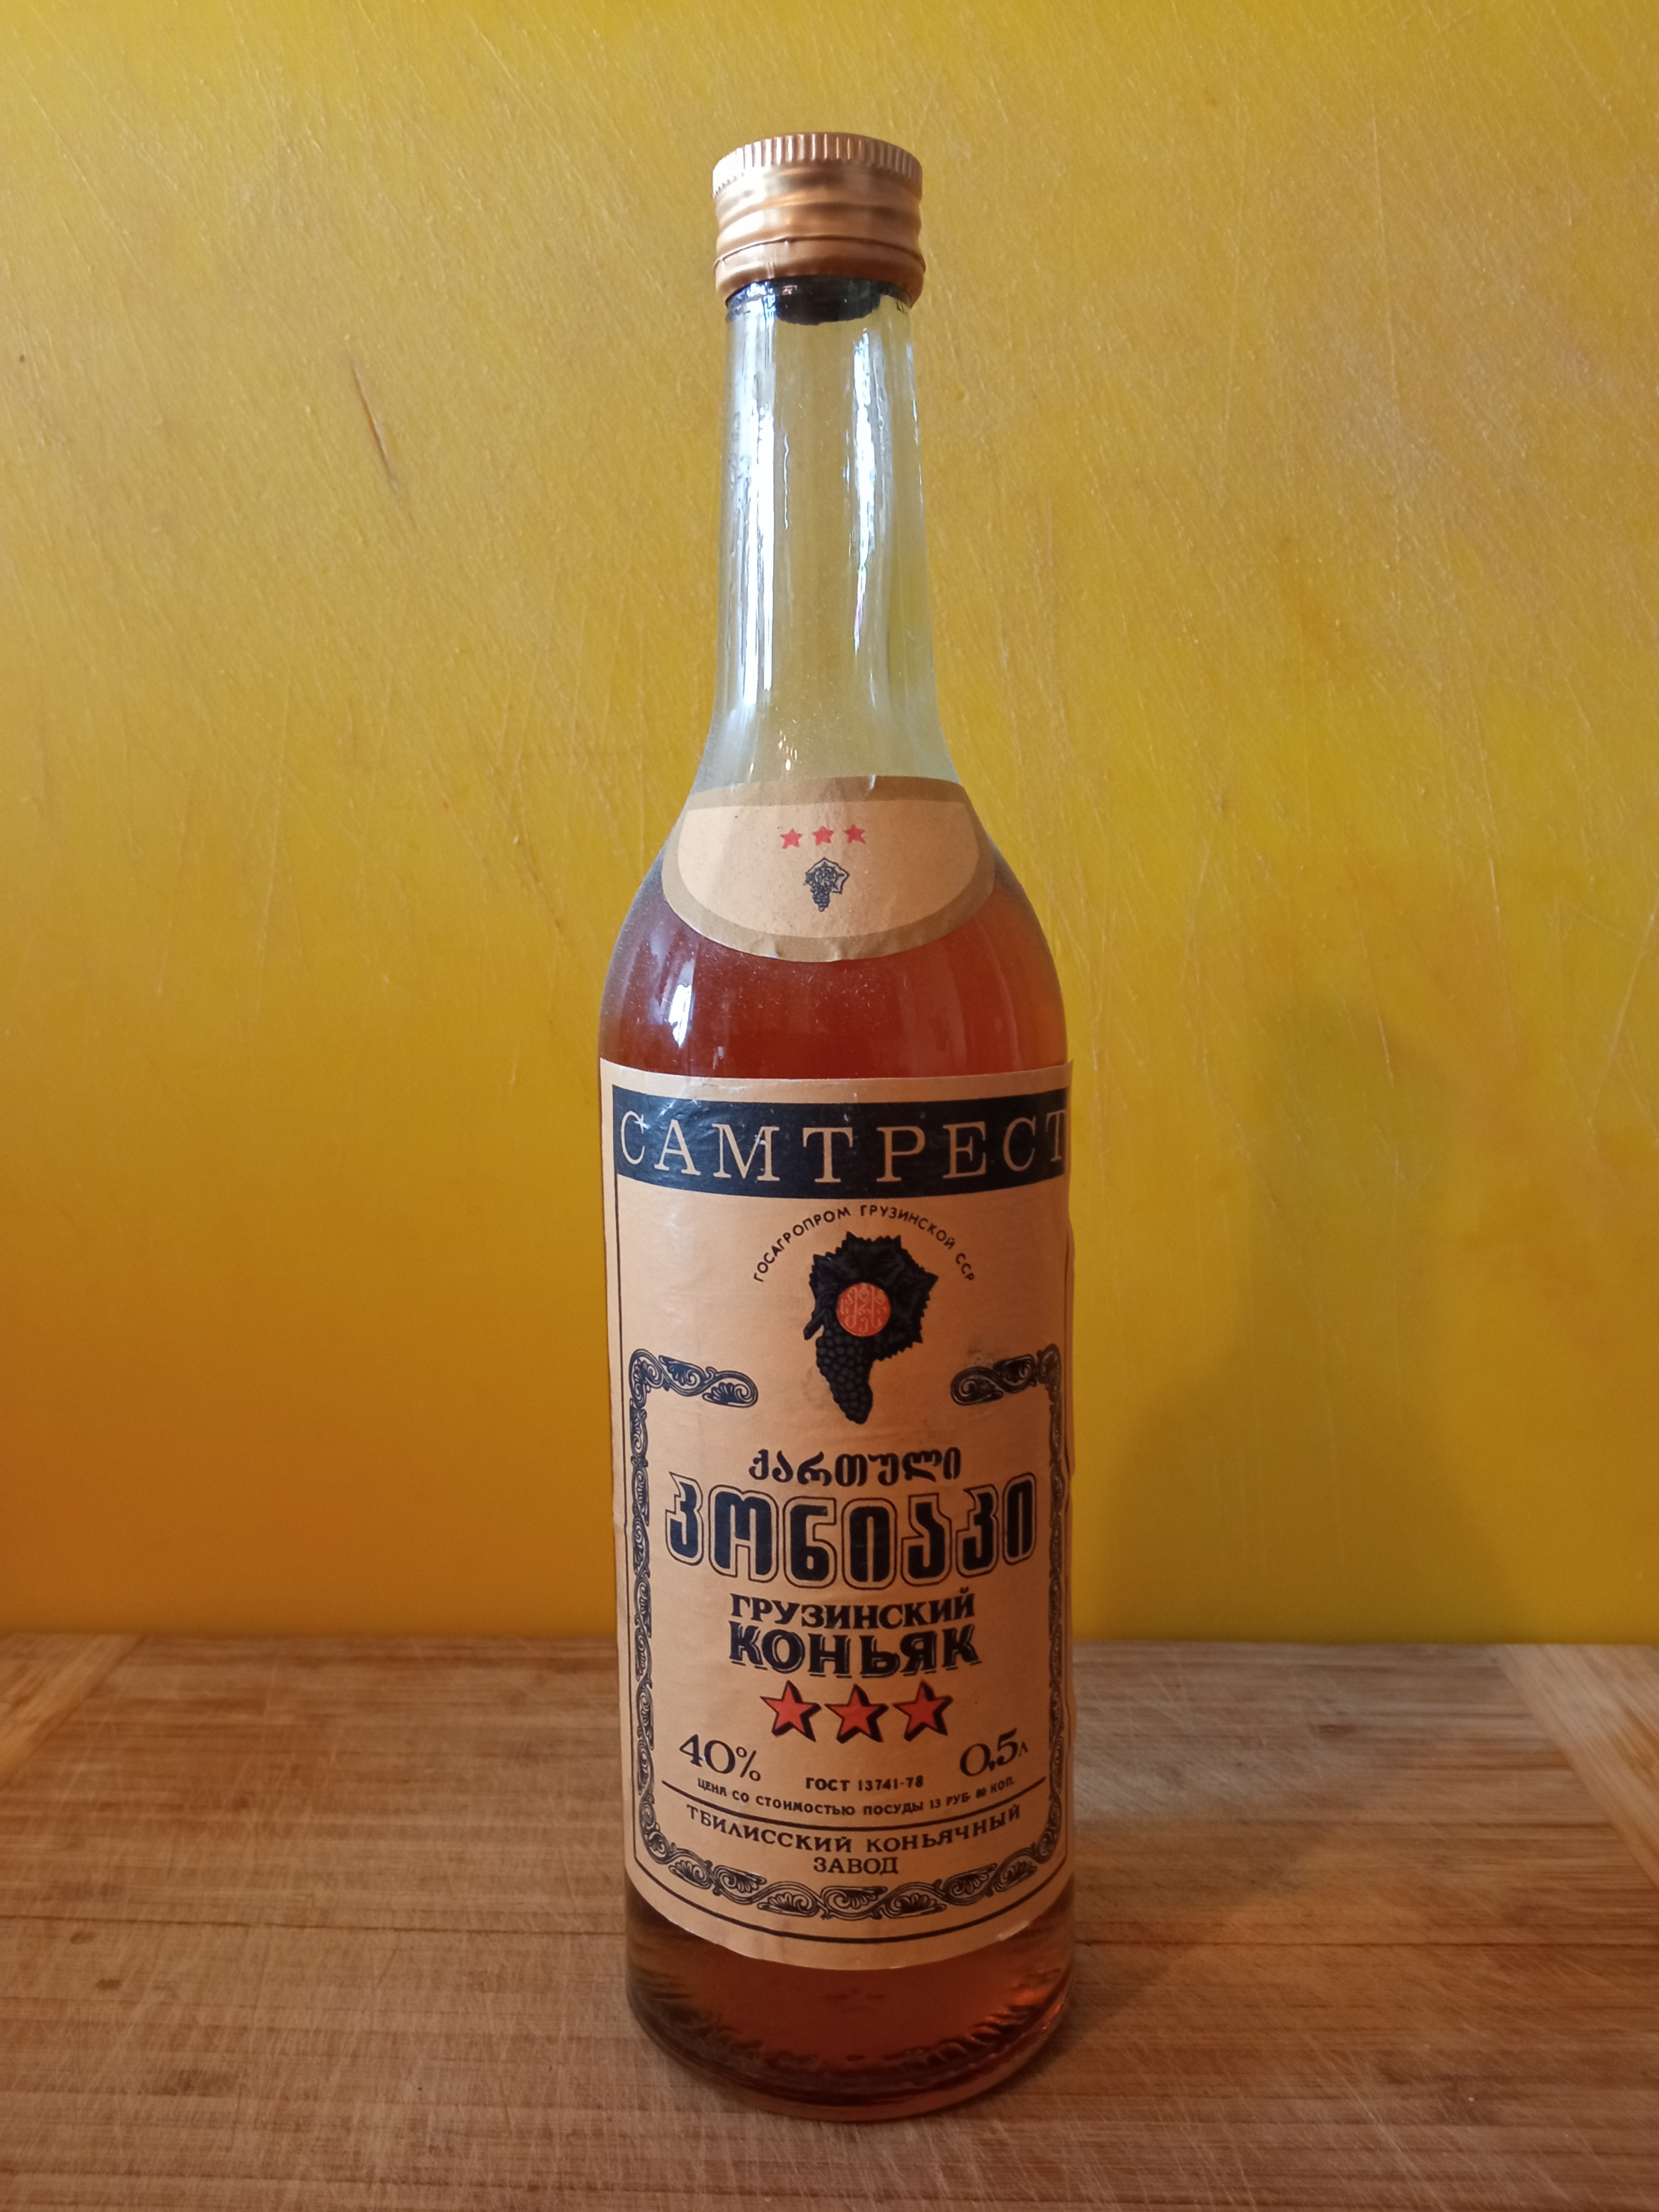 САМТРЕСТ
ГОСАГРОПРОМ ГРУЗИНСКОЙ ССР
ქართული
კონიაკი
ГРУЗИНСКИЙ
КОНЬЯК
40% 0,5л
ГОСТ 13741-78
ЦЕНА СО СТОИМОСТЬЮ ПОСУДЫ 13 РУБ. 80 КОП.
ТБИЛИССКИЙ КОНЬЯЧНЫЙ
ЗАВОД